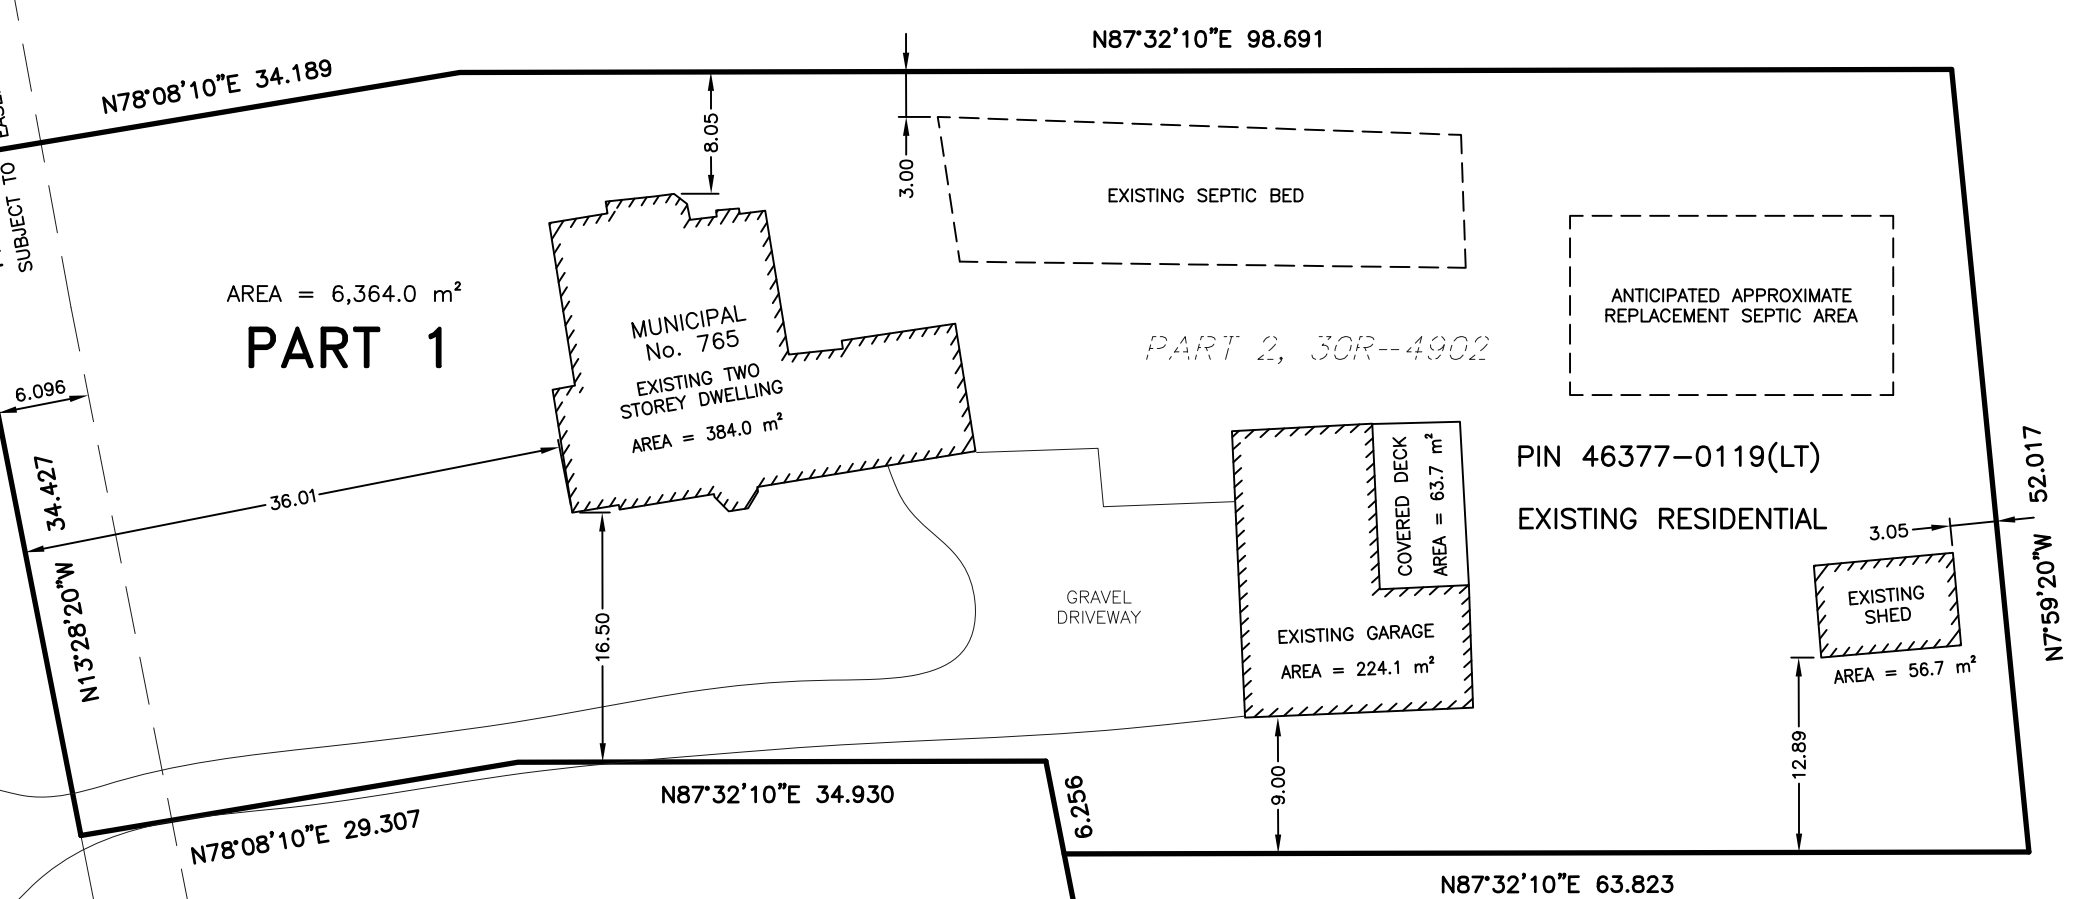 N87°32'10"E 98.691
N78°08'10"E 34.189
SUBJECT TO
8.05
3.00
EXISTING SEPTIC BED
ANTICIPATED APPROXIMATE
REPLACEMENT SEPTIC AREA
AREA = 6,364.0 m²
PART 1
MUNICIPAL
No. 765
EXISTING TWO
STOREY DWELLING
AREA = 384.0 m²
PART 2, 30R-4902
6.096
34.427
N13°28'20"W
36.01
16.50
COVERED DECK
AREA = 63.7 m²
PIN 46377-0119(LT)
EXISTING RESIDENTIAL
52.017
N7°59'20"W
3.05
EXISTING
SHED
AREA = 56.7 m²
GRAVEL
DRIVEWAY
EXISTING GARAGE
AREA = 224.1 m²
12.89
9.00
N87°32'10"E 34.930
6.256
N78°08'10"E 29.307
N87°32'10"E 63.823